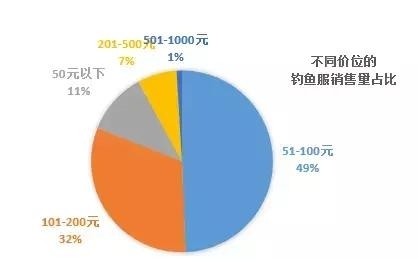 不同价位的
钓鱼服销售量占比
501-1000元
1%
201-500元
7%
50元以下
11%
101-200元
32%
51-100元
49%